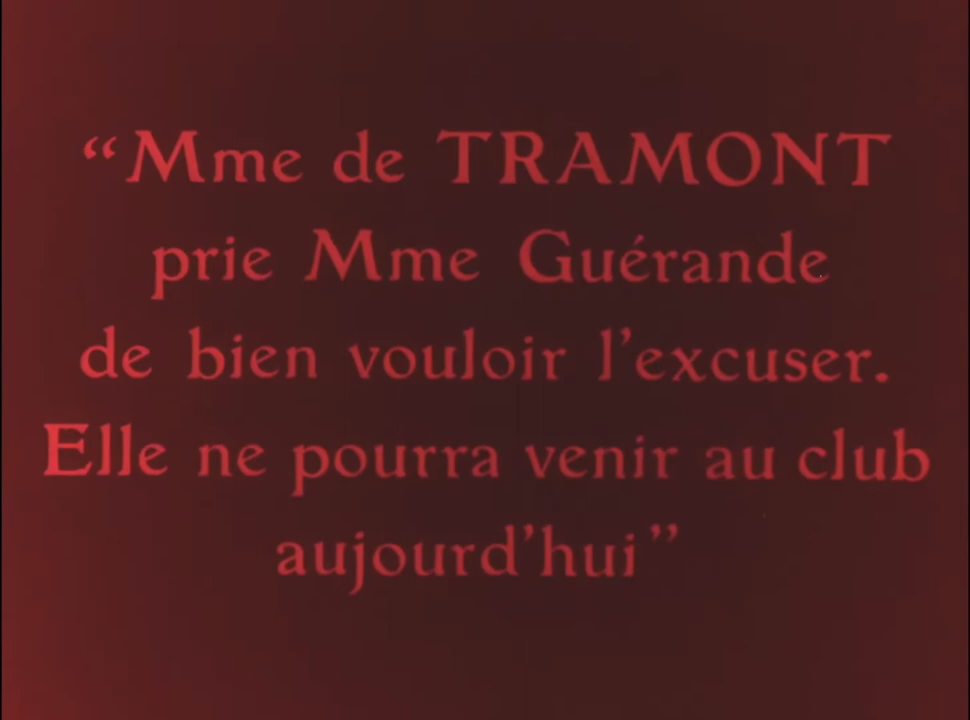 “Mme de TRAMONT
prie Mme Guérande
de bien vouloir l’excuser.
Elle ne pourra venir au club
aujourd’hui”